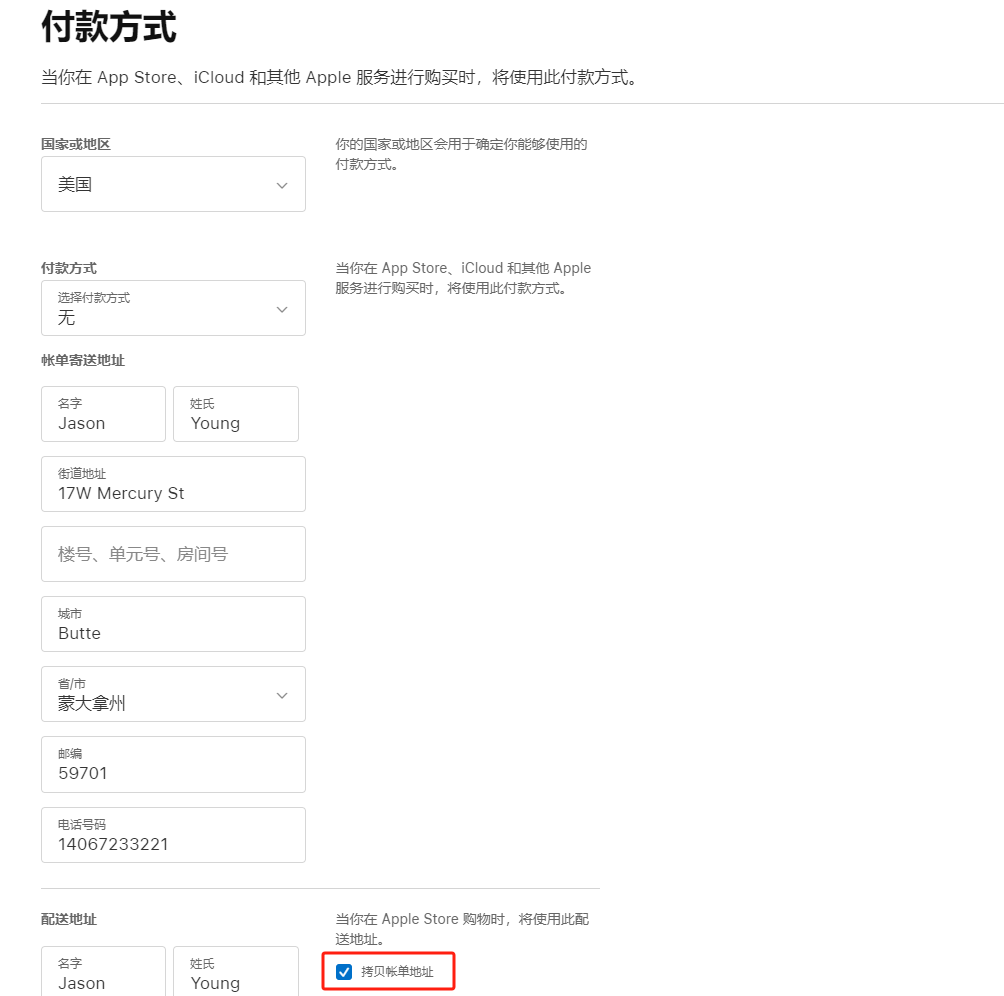 付款方式
当你在 App Store、iCloud 和其他 Apple 服务进行购买时，将使用此付款方式。
国家或地区
美国
你的国家或地区会用于确定你能够使用的
付款方式。
付款方式
选择付款方式
无
当你在 App Store、iCloud 和其他 Apple
服务进行购买时，将使用此付款方式。
帐单寄送地址
名字
Jason
姓氏
Young
街道地址
17W Mercury St
楼号、单元号、房间号
城市
Butte
省/市
蒙大拿州
邮编
59701
电话号码
14067233221
配送地址
当你在 Apple Store 购物时，将使用此配
送地址。
拷贝帐单地址
名字
Jason
姓氏
Young